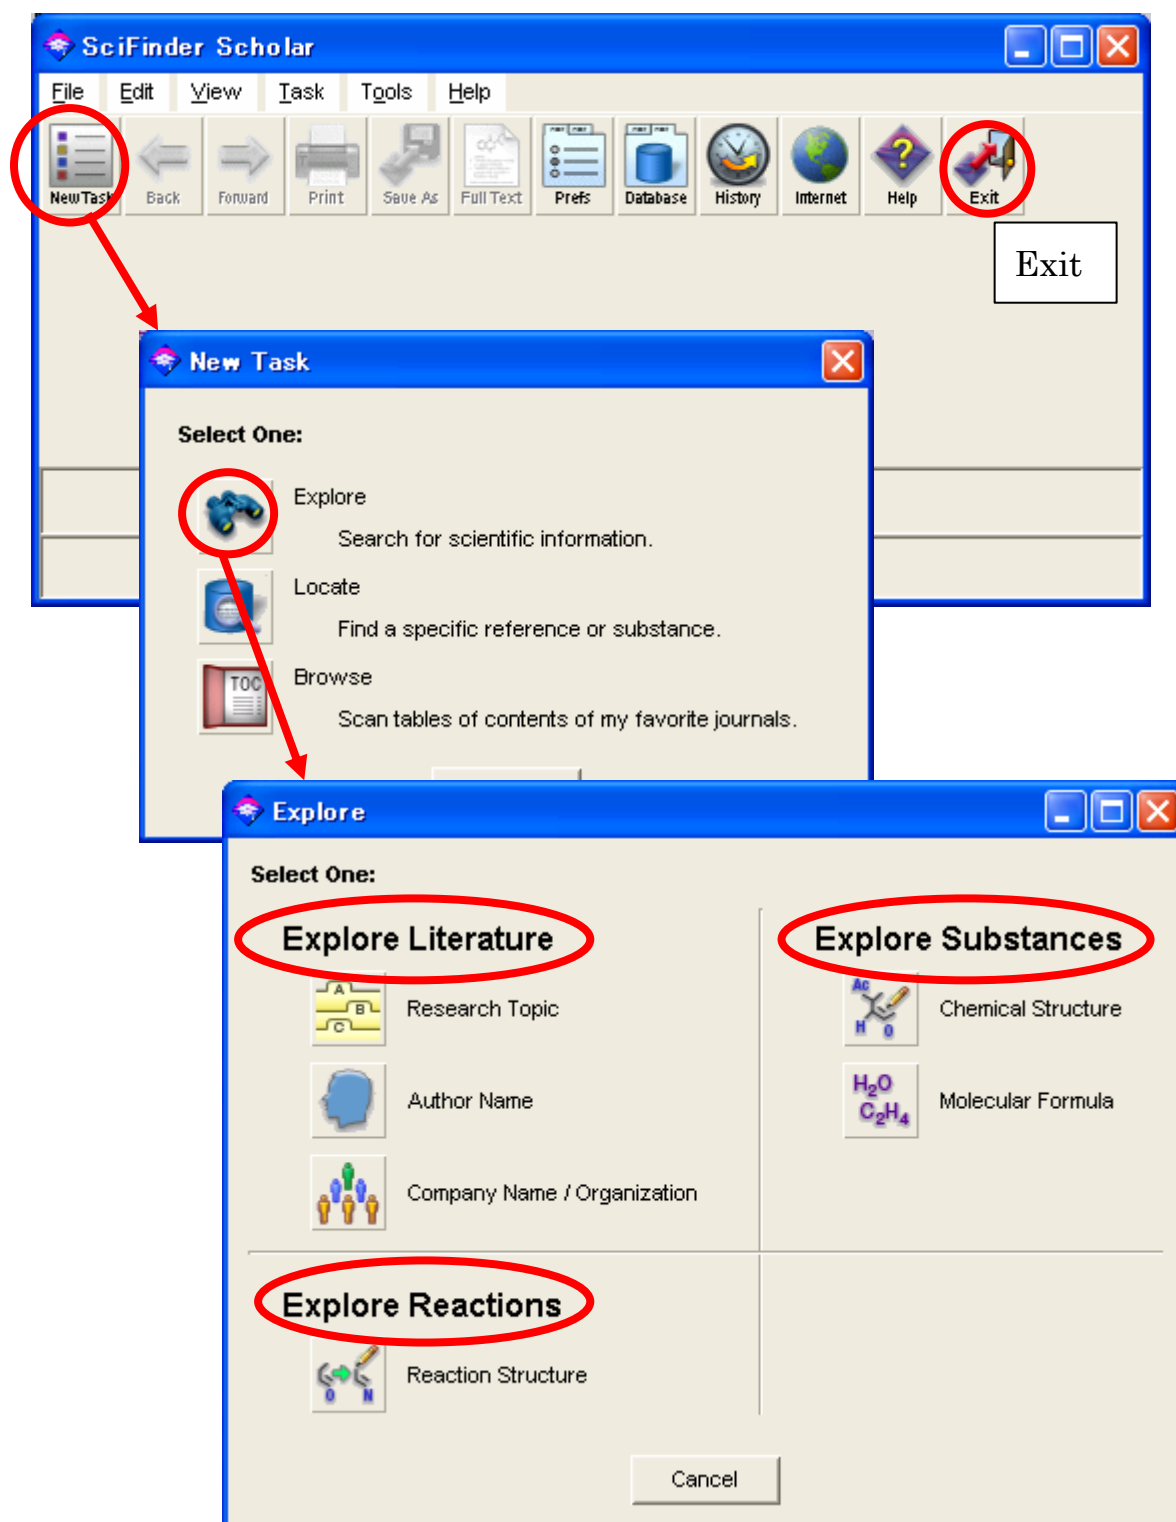 SciFinder Scholar
File Edit View Task Tools Help
New Task Back Forward Print Save As Full Text Prefs Database History Internet Help Exit
Exit
New Task
Select One:
Explore
Search for scientific information.
Locate
Find a specific reference or substance.
TOC
Browse
Scan tables of contents of my favorite journals.
Explore
Select One:
Explore Literature
A
B
C
Research Topic
Author Name
Company Name / Organization
Explore Substances
Ac
H O
Chemical Structure
H₂O
C₂H₄
Molecular Formula
Explore Reactions
O N
Reaction Structure
Cancel